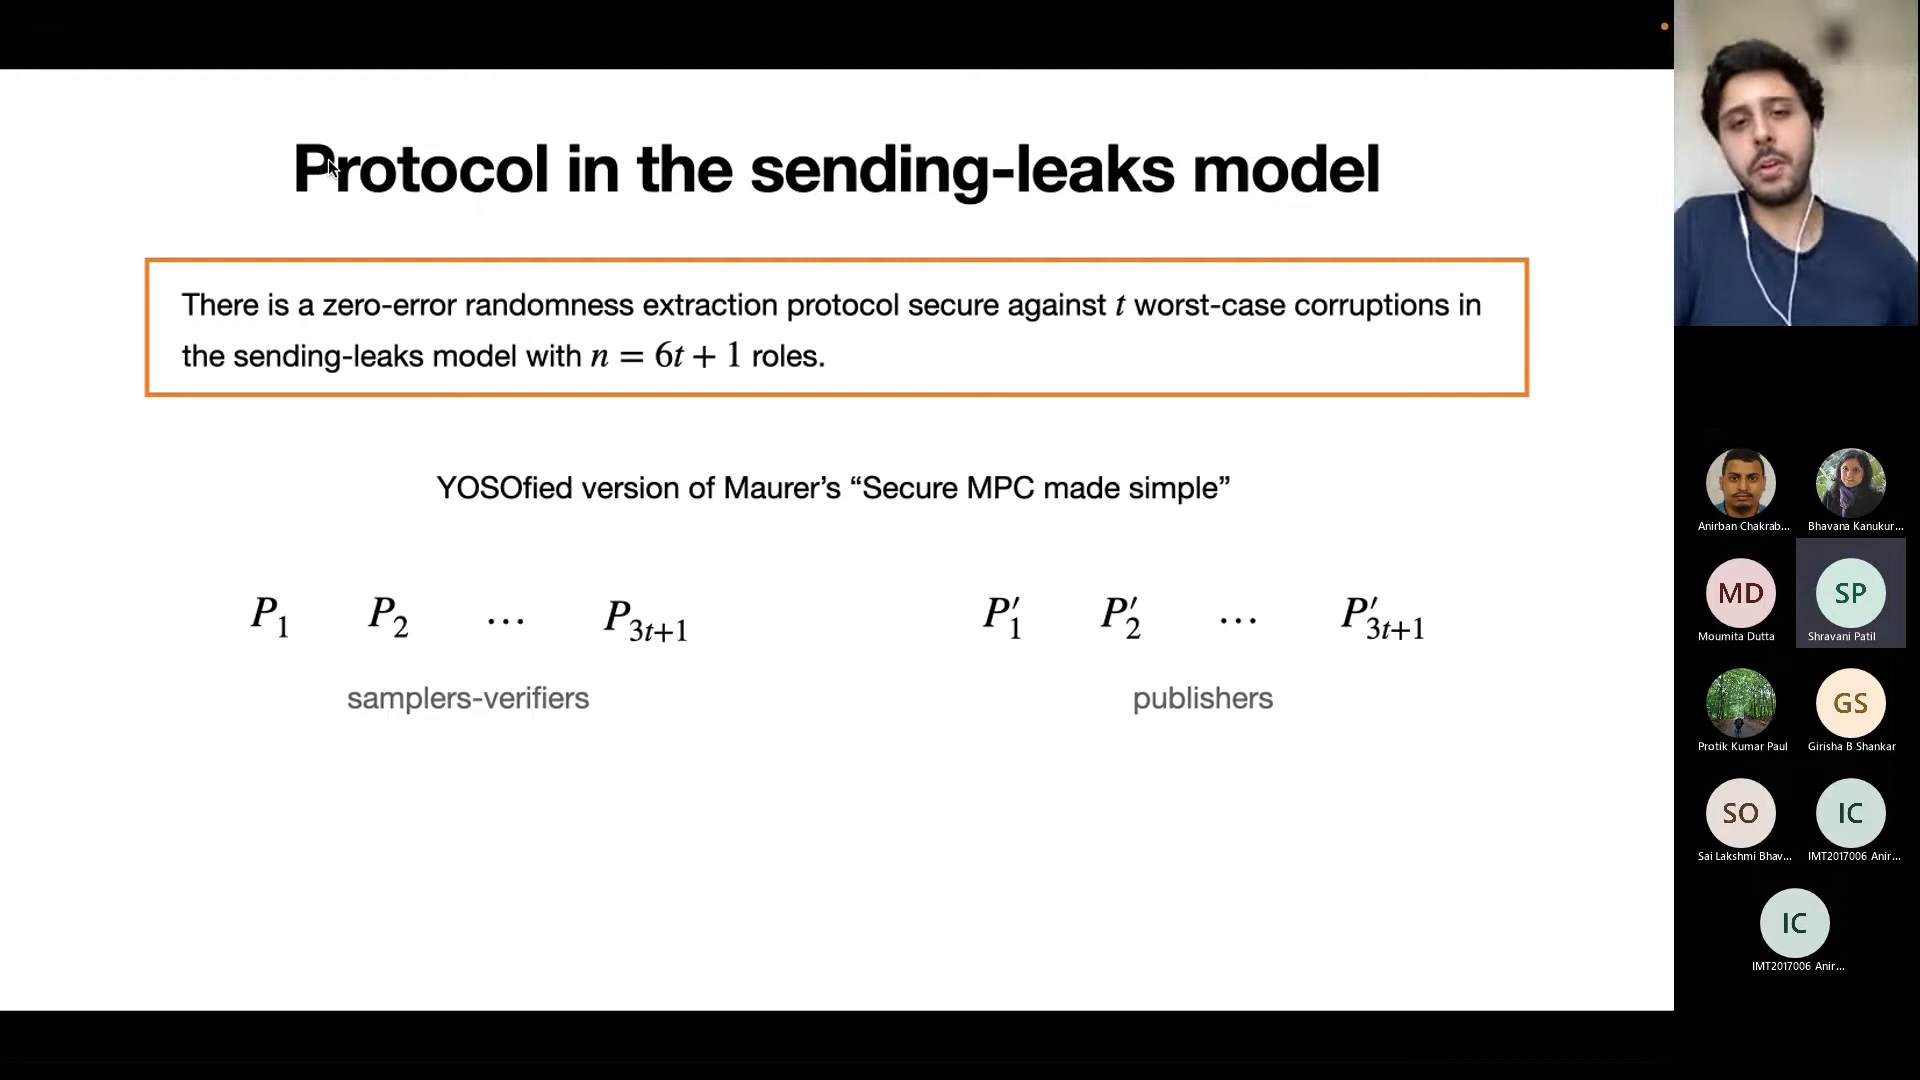 Protocol in the sending-leaks model
There is a zero-error randomness extraction protocol secure against t worst-case corruptions in
the sending-leaks model with n = 6t + 1 roles.
YOSOfied version of Maurer's “Secure MPC made simple”
P₁ P₂ … P₃ₜ₊₁ P′₁ P′₂ … P′₃ₜ₊₁
samplers-verifiers publishers
Anirban Chakrab... Bhavana Kanukur...
MD SP
Moumita Dutta Shravani Patil
GS
Protik Kumar Paul Girisha B Shankar
SO IC
Sai Lakshmi Bhav... IMT2017006 Anir...
IC
IMT2017006 Anir...